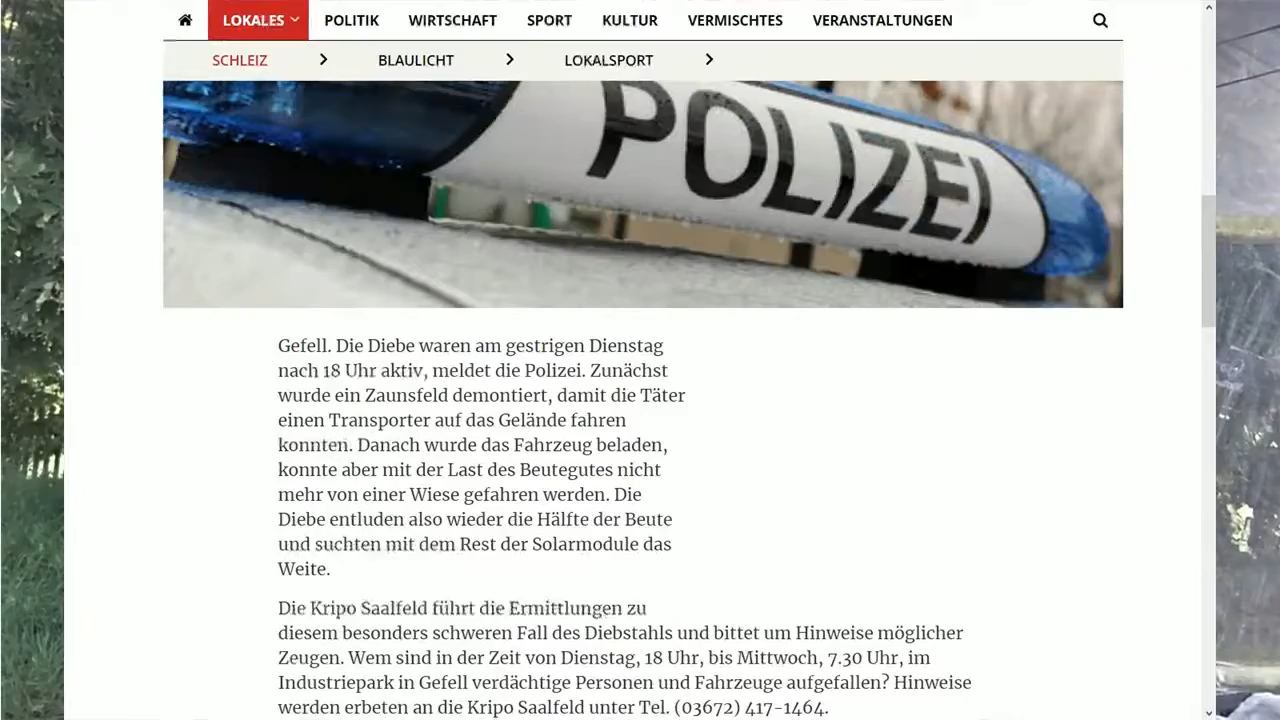 LOKALES POLITIK WIRTSCHAFT SPORT KULTUR VERMISCHTES VERANSTALTUNGEN
SCHLEIZ BLAULICHT LOKALSPORT
POLIZEI
Gefell. Die Diebe waren am gestrigen Dienstag
nach 18 Uhr aktiv, meldet die Polizei. Zunächst
wurde ein Zaunsfeld demontiert, damit die Täter
einen Transporter auf das Gelände fahren
konnten. Danach wurde das Fahrzeug beladen,
konnte aber mit der Last des Beutegutes nicht
mehr von einer Wiese gefahren werden. Die
Diebe entluden also wieder die Hälfte der Beute
und suchten mit dem Rest der Solarmodule das
Weite.
Die Kripo Saalfeld führt die Ermittlungen zu
diesem besonders schweren Fall des Diebstahls und bittet um Hinweise möglicher
Zeugen. Wem sind in der Zeit von Dienstag, 18 Uhr, bis Mittwoch, 7.30 Uhr, im
Industriepark in Gefell verdächtige Personen und Fahrzeuge aufgefallen? Hinweise
werden erbeten an die Kripo Saalfeld unter Tel. (03672) 417-1464.